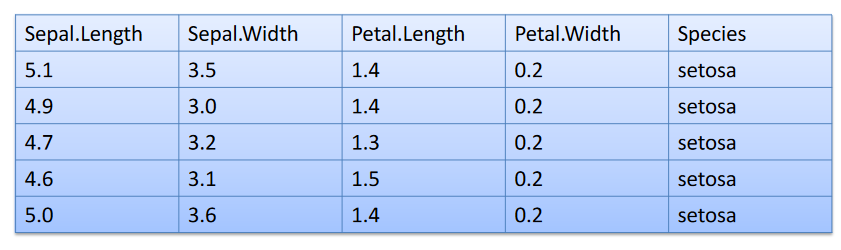 Sepal.Length Sepal.Width Petal.Length Petal.Width Species
5.1 3.5 1.4 0.2 setosa
4.9 3.0 1.4 0.2 setosa
4.7 3.2 1.3 0.2 setosa
4.6 3.1 1.5 0.2 setosa
5.0 3.6 1.4 0.2 setosa